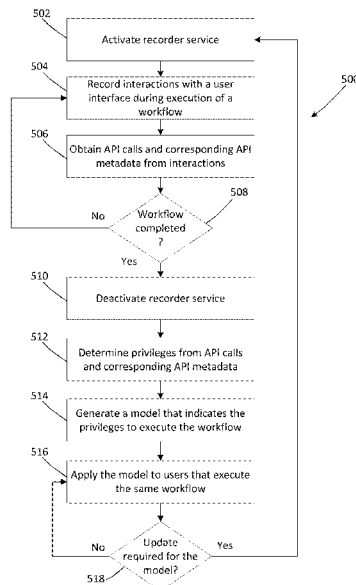 502
Activate recorder service
500
504
Record interactions with a user
interface during execution of a
workflow
506
Obtain API calls and corresponding API
metadata from interactions
508
Workflow
completed
?
No
Yes
510
Deactivate recorder service
512
Determine privileges from API calls
and corresponding API metadata
514
Generate a model that indicates the
privileges to execute the workflow
516
Apply the model to users that execute
the same workflow
No
Update
required for the
model?
Yes
518